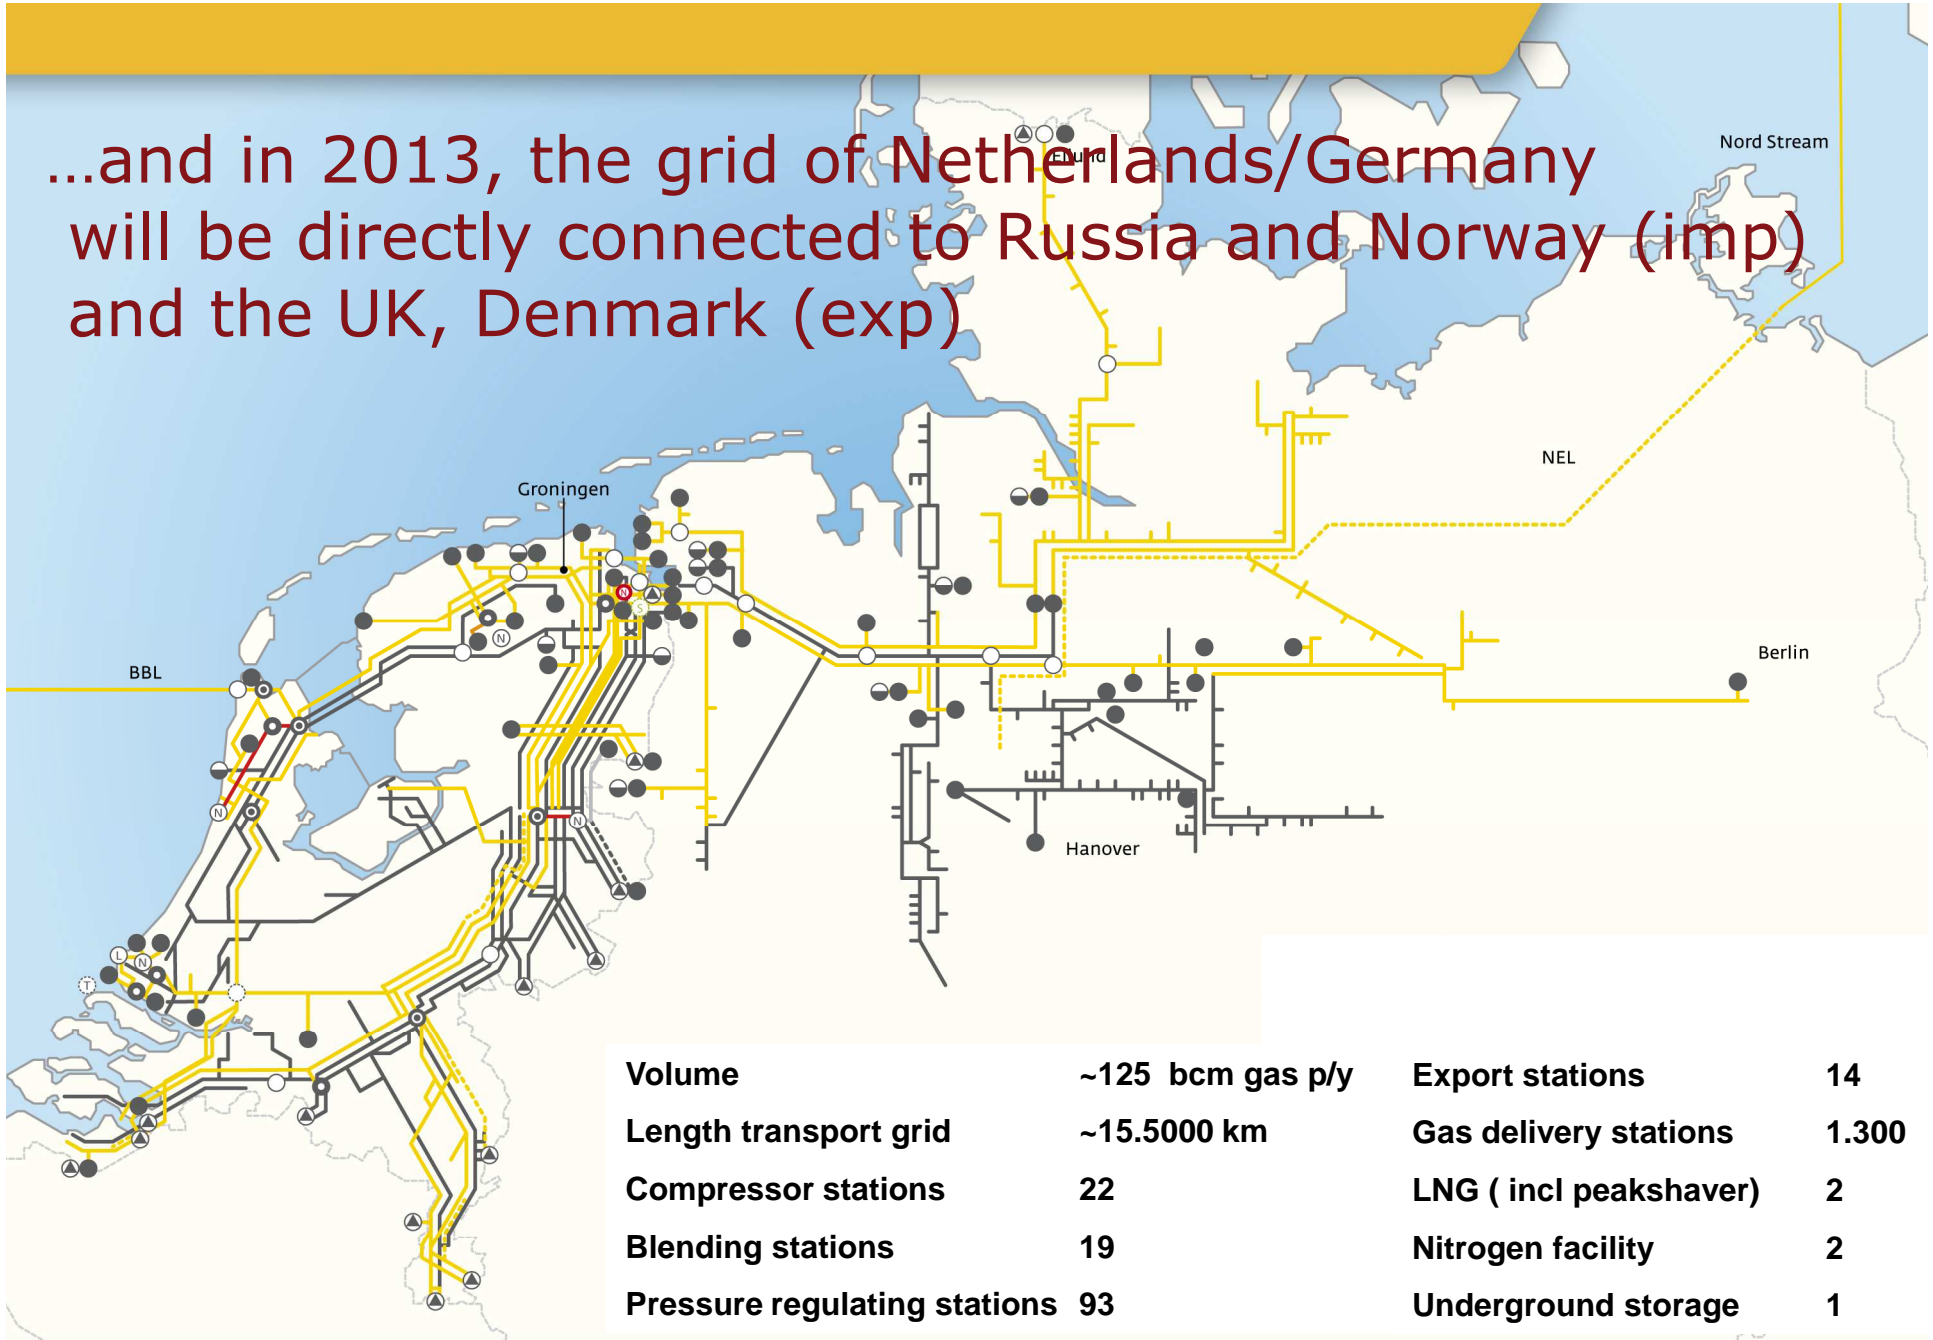 …and in 2013, the grid of Netherlands/Germany
will be directly connected to Russia and Norway (imp)
and the UK, Denmark (exp)
Ellund
Nord Stream
NEL
Groningen
BBL
Berlin
Hanover
N
S
N
N
N
L
N
T
Volume ~125 bcm gas p/y Export stations 14
Length transport grid ~15.5000 km Gas delivery stations 1.300
Compressor stations 22 LNG ( incl peakshaver) 2
Blending stations 19 Nitrogen facility 2
Pressure regulating stations 93 Underground storage 1